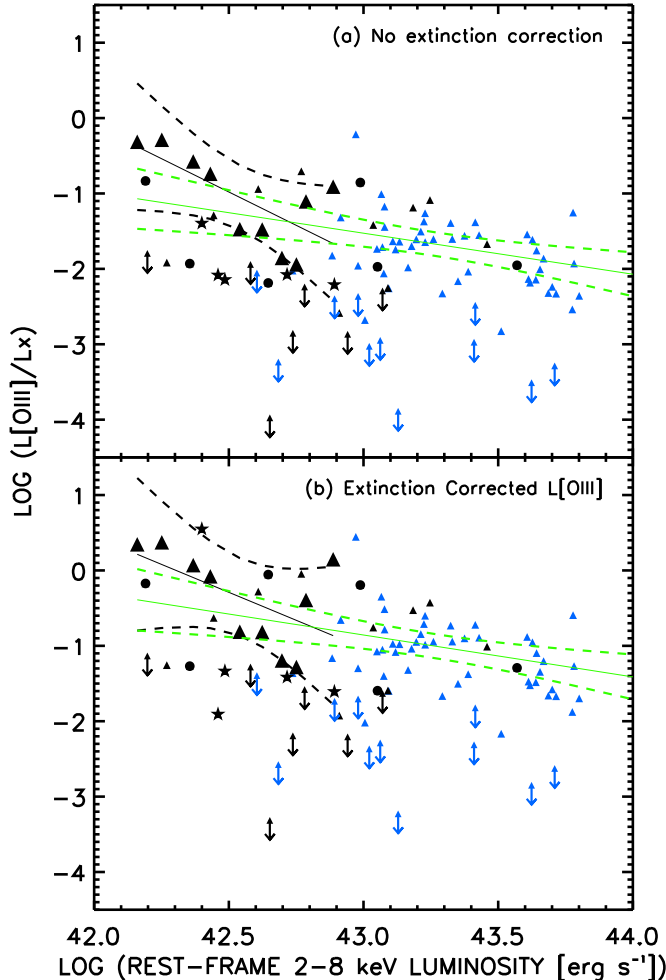 (a) No extinction correction
1
0
−1
−2
−3
−4
LOG (L[OIII]/Lx)
(b) Extinction Corrected L[OIII]
1
0
−1
−2
−3
−4
42.0 42.5 43.0 43.5 44.0
LOG (REST−FRAME 2−8 keV LUMINOSITY [erg s⁻¹])